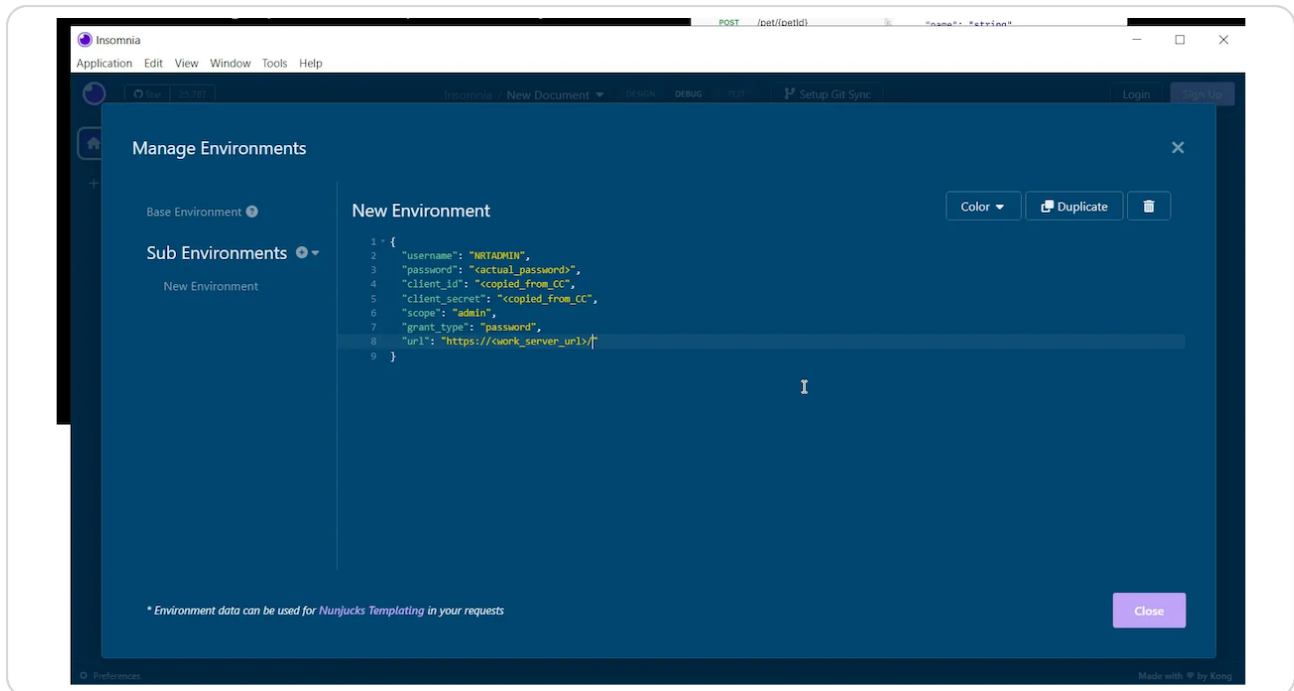 POST /pet/{petId}
"name": "string"
Insomnia
Application Edit View Window Tools Help
Star 25,787
Insomnia / New Document
DESIGN DEBUG TEST
Setup Git Sync
Login Sign Up
Manage Environments
Base Environment
New Environment
Color Duplicate
Sub Environments
New Environment
1 {
2 "username": "NRTADMIN",
3 "password": "<actual_password>",
4 "client_id": "<copied_from_CC",
5 "client_secret": "<copied_from_CC",
6 "scope": "admin",
7 "grant_type": "password",
8 "url": "https://<work_server_url>/"
9 }
* Environment data can be used for Nunjucks Templating in your requests
Close
Preferences
Made with ♥ by Kong